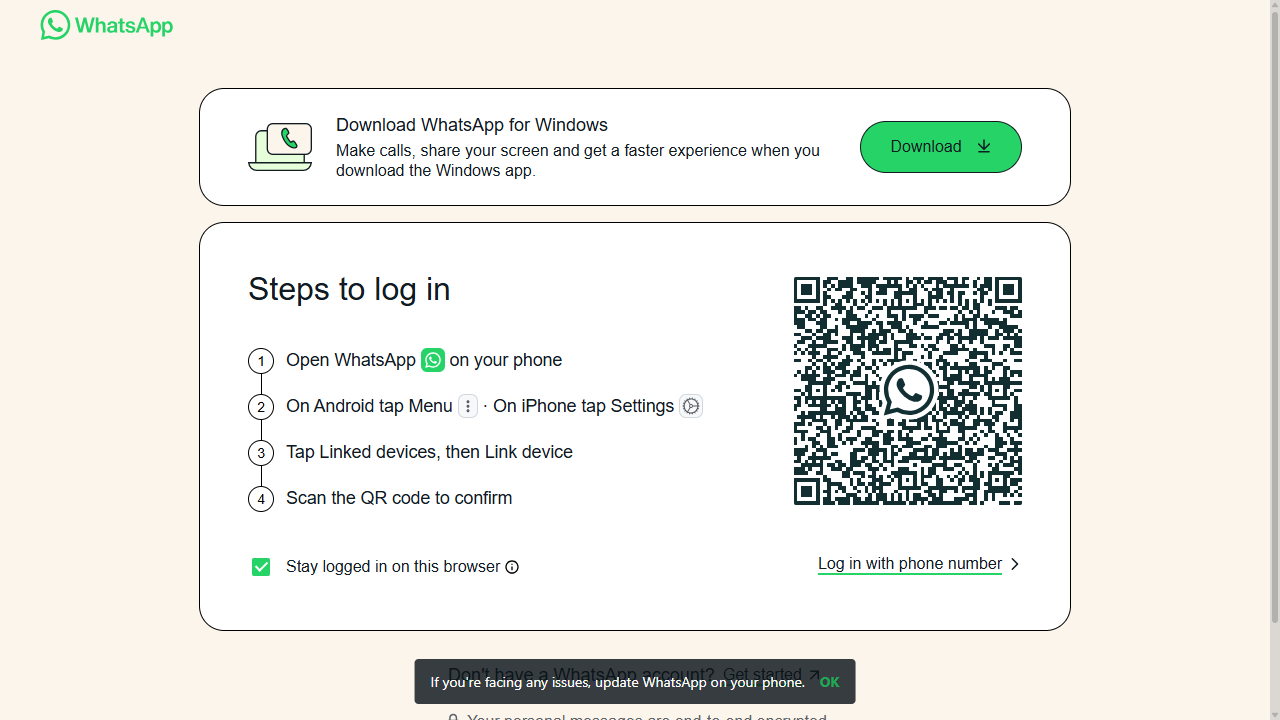 WhatsApp
Download WhatsApp for Windows
Make calls, share your screen and get a faster experience when you
download the Windows app.
Download
Steps to log in
1 Open WhatsApp on your phone
2 On Android tap Menu · On iPhone tap Settings
3 Tap Linked devices, then Link device
4 Scan the QR code to confirm
Stay logged in on this browser
Log in with phone number
Don't have a WhatsApp account? Get started
If you're facing any issues, update WhatsApp on your phone. OK
Your personal messages are end-to-end encrypted